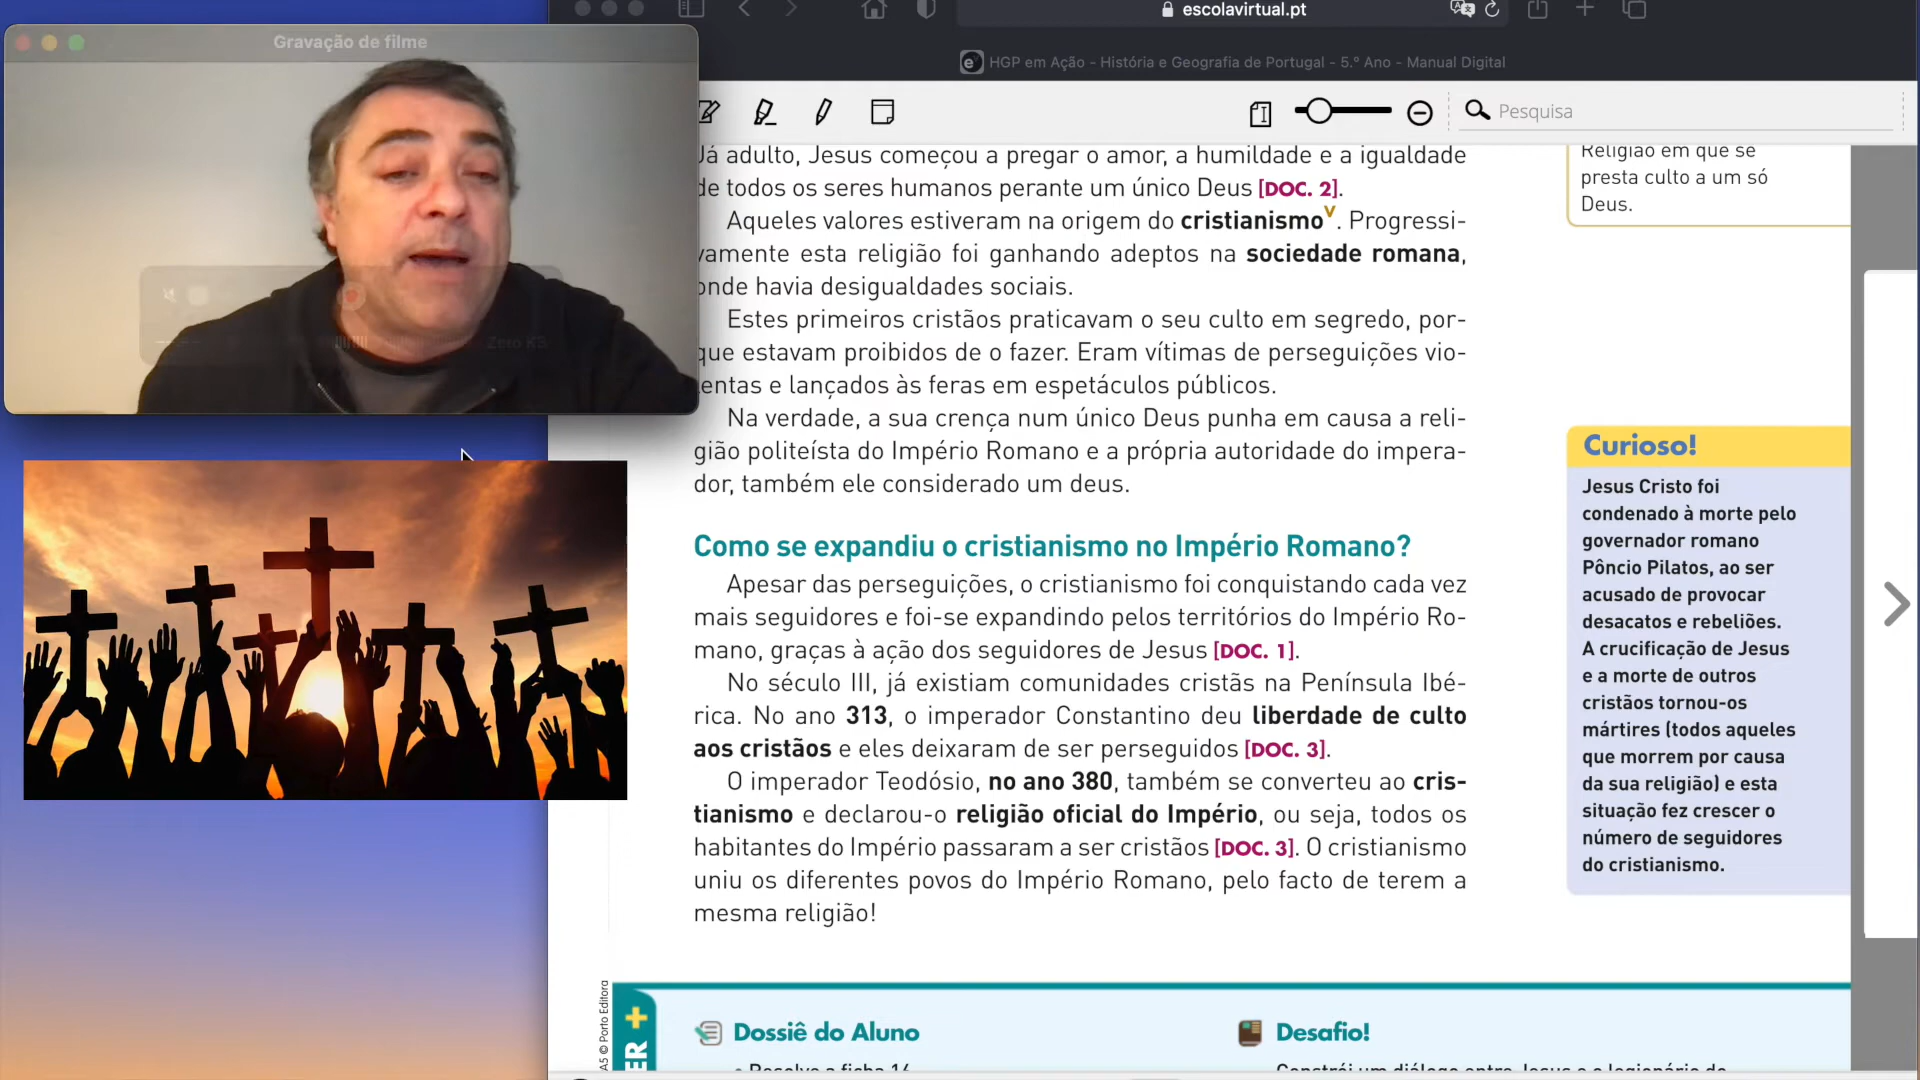 Gravação de filme
escolavirtual.pt
HGP em Ação - História e Geografia de Portugal - 5.º Ano - Manual Digital
Pesquisa
Já adulto, Jesus começou a pregar o amor, a humildade e a igualdade
de todos os seres humanos perante um único Deus [DOC. 2].
Aqueles valores estiveram na origem do cristianismoV. Progressi-
vamente esta religião foi ganhando adeptos na sociedade romana,
onde havia desigualdades sociais.
Estes primeiros cristãos praticavam o seu culto em segredo, por-
que estavam proibidos de o fazer. Eram vítimas de perseguições vio-
lentas e lançados às feras em espetáculos públicos.
Na verdade, a sua crença num único Deus punha em causa a reli-
gião politeísta do Império Romano e a própria autoridade do impera-
dor, também ele considerado um deus.
Como se expandiu o cristianismo no Império Romano?
Apesar das perseguições, o cristianismo foi conquistando cada vez
mais seguidores e foi-se expandindo pelos territórios do Império Ro-
mano, graças à ação dos seguidores de Jesus [DOC. 1].
No século III, já existiam comunidades cristãs na Península Ibé-
rica. No ano 313, o imperador Constantino deu liberdade de culto
aos cristãos e eles deixaram de ser perseguidos [DOC. 3].
O imperador Teodósio, no ano 380, também se converteu ao cris-
tianismo e declarou-o religião oficial do Império, ou seja, todos os
habitantes do Império passaram a ser cristãos [DOC. 3]. O cristianismo
uniu os diferentes povos do Império Romano, pelo facto de terem a
mesma religião!
Religião em que se
presta culto a um só
Deus.
Curioso!
Jesus Cristo foi
condenado à morte pelo
governador romano
Pôncio Pilatos, ao ser
acusado de provocar
desacatos e rebeliões.
A crucificação de Jesus
e a morte de outros
cristãos tornou-os
mártires (todos aqueles
que morrem por causa
da sua religião) e esta
situação fez crescer o
número de seguidores
do cristianismo.
A5 © Porto Editora
ER +
Dossiê do Aluno
• Resolve a ficha 14
Desafio!
Constrói um diálogo entre Jesus e o legionário do